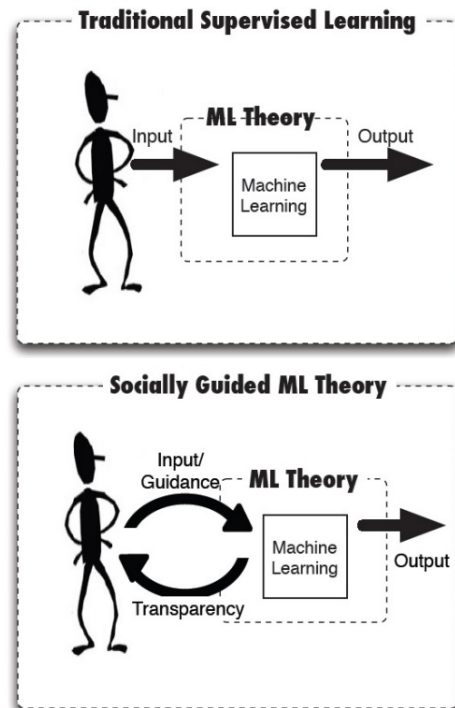 Traditional Supervised Learning
ML Theory
Input
Output
Machine
Learning
Socially Guided ML Theory
Input/
Guidance
ML Theory
Machine
Learning
Output
Transparency